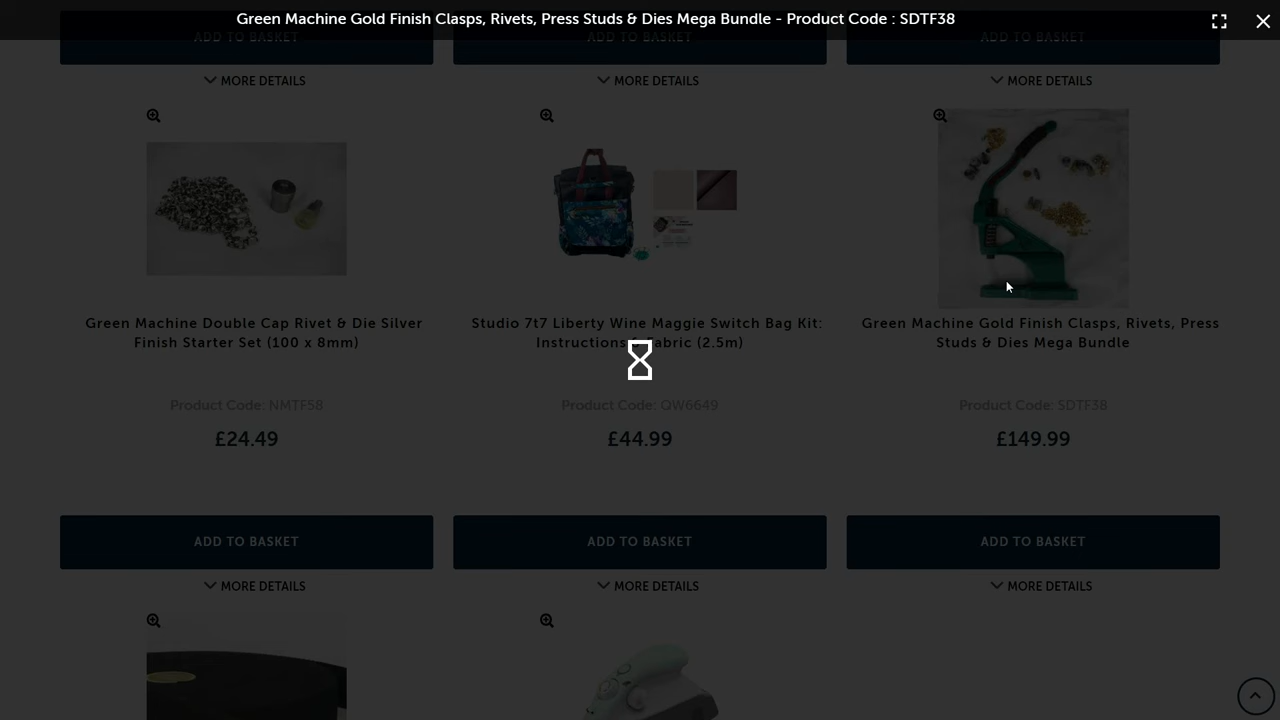 Green Machine Gold Finish Clasps, Rivets, Press Studs & Dies Mega Bundle - Product Code : SDTF38
ADD TO BASKET
ADD TO BASKET
ADD TO BASKET
MORE DETAILS
MORE DETAILS
MORE DETAILS
Green Machine Double Cap Rivet & Die Silver
Finish Starter Set (100 x 8mm)
Product Code: NMTF58
£24.49
Studio 7t7 Liberty Wine Maggie Switch Bag Kit:
Instructions & Fabric (2.5m)
Product Code: QW6649
£44.99
Green Machine Gold Finish Clasps, Rivets, Press
Studs & Dies Mega Bundle
Product Code: SDTF38
£149.99
ADD TO BASKET
ADD TO BASKET
ADD TO BASKET
MORE DETAILS
MORE DETAILS
MORE DETAILS